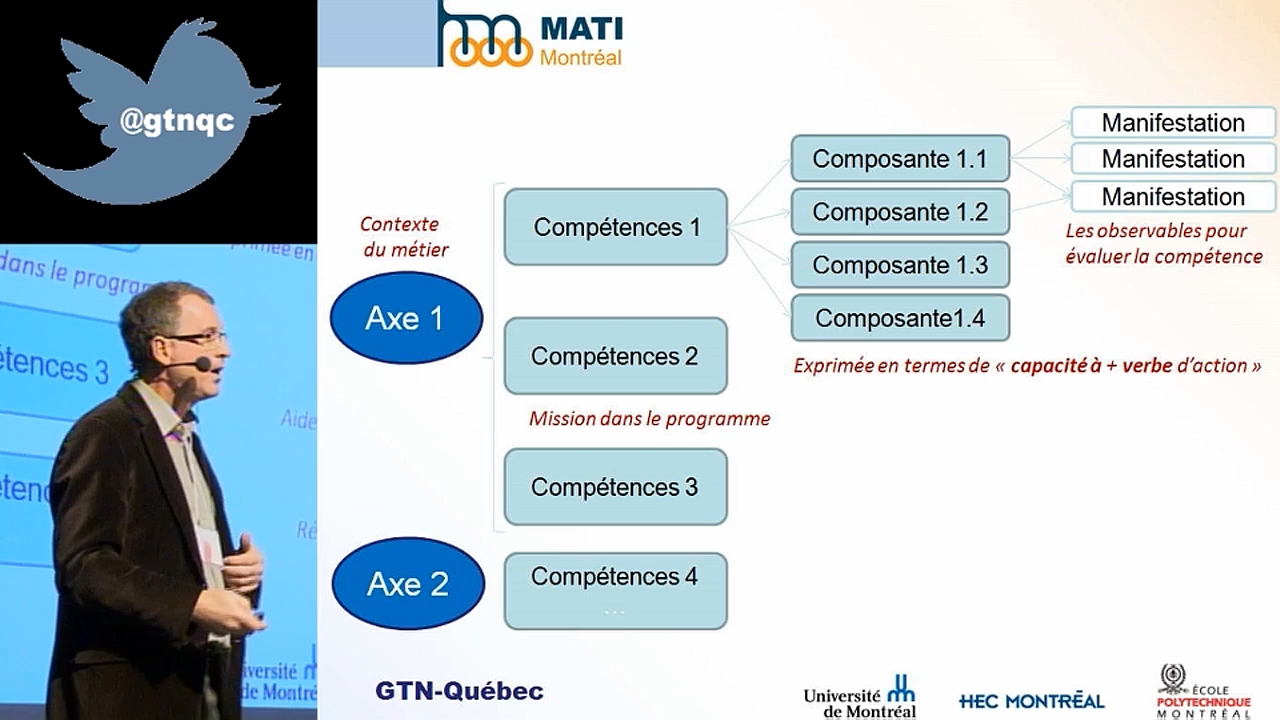 @gtnqc
MATI
Montréal
Contexte
du métier
Axe 1
Compétences 1
Compétences 2
Mission dans le programme
Compétences 3
Axe 2
Compétences 4
...
Composante 1.1
Composante 1.2
Composante 1.3
Composante1.4
Exprimée en termes de « capacité à + verbe d'action »
Manifestation
Manifestation
Manifestation
Les observables pour
évaluer la compétence
GTN-Québec
Université
de Montréal
HEC MONTRÉAL
ÉCOLE
POLYTECHNIQUE
MONTRÉAL
dans le
étences 3
Aide
iversité
de Montré